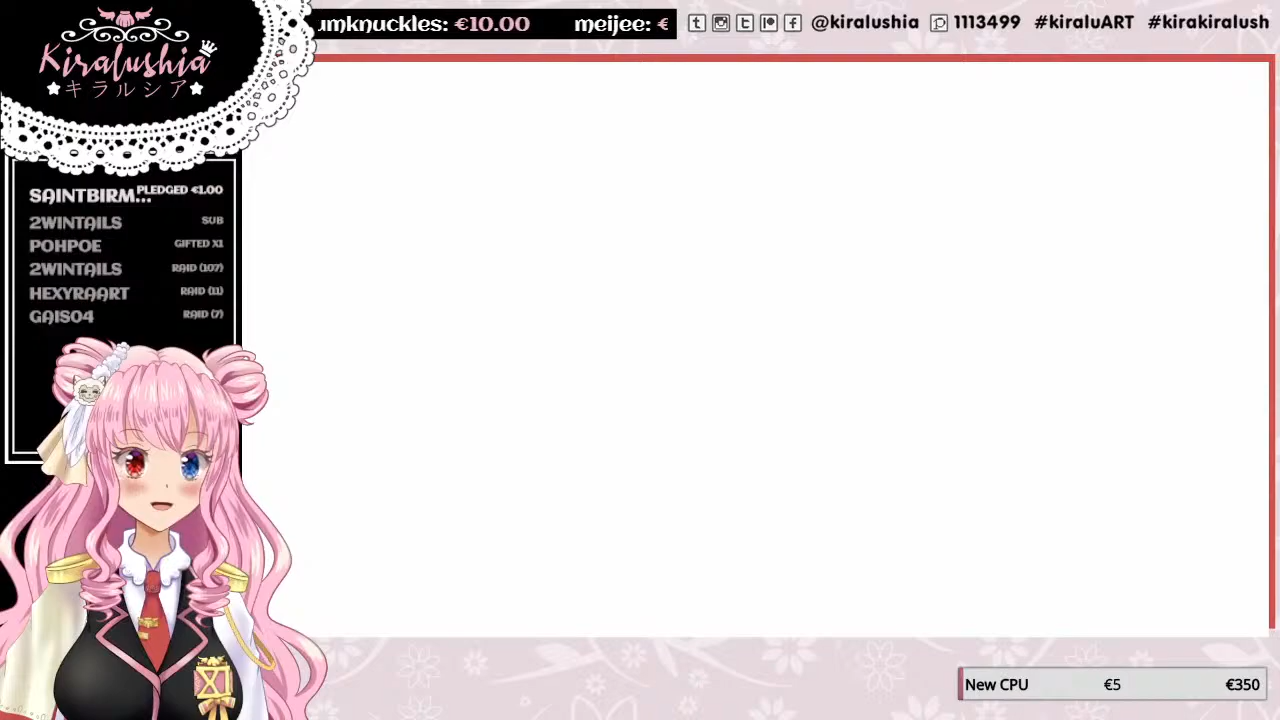 Kiralushia
キラルシア
umknuckles: €10.00 meijee: €
@kiralushia 1113499 #kiraluART #kirakiralush
SAINTBIRM... PLEDGED €1.00
2WINTAILS SUB
POHPOE GIFTED X1
2WINTAILS RAID (107)
HEXYRAART RAID (11)
GAISO4 RAID (7)
XI
New CPU €5 €350